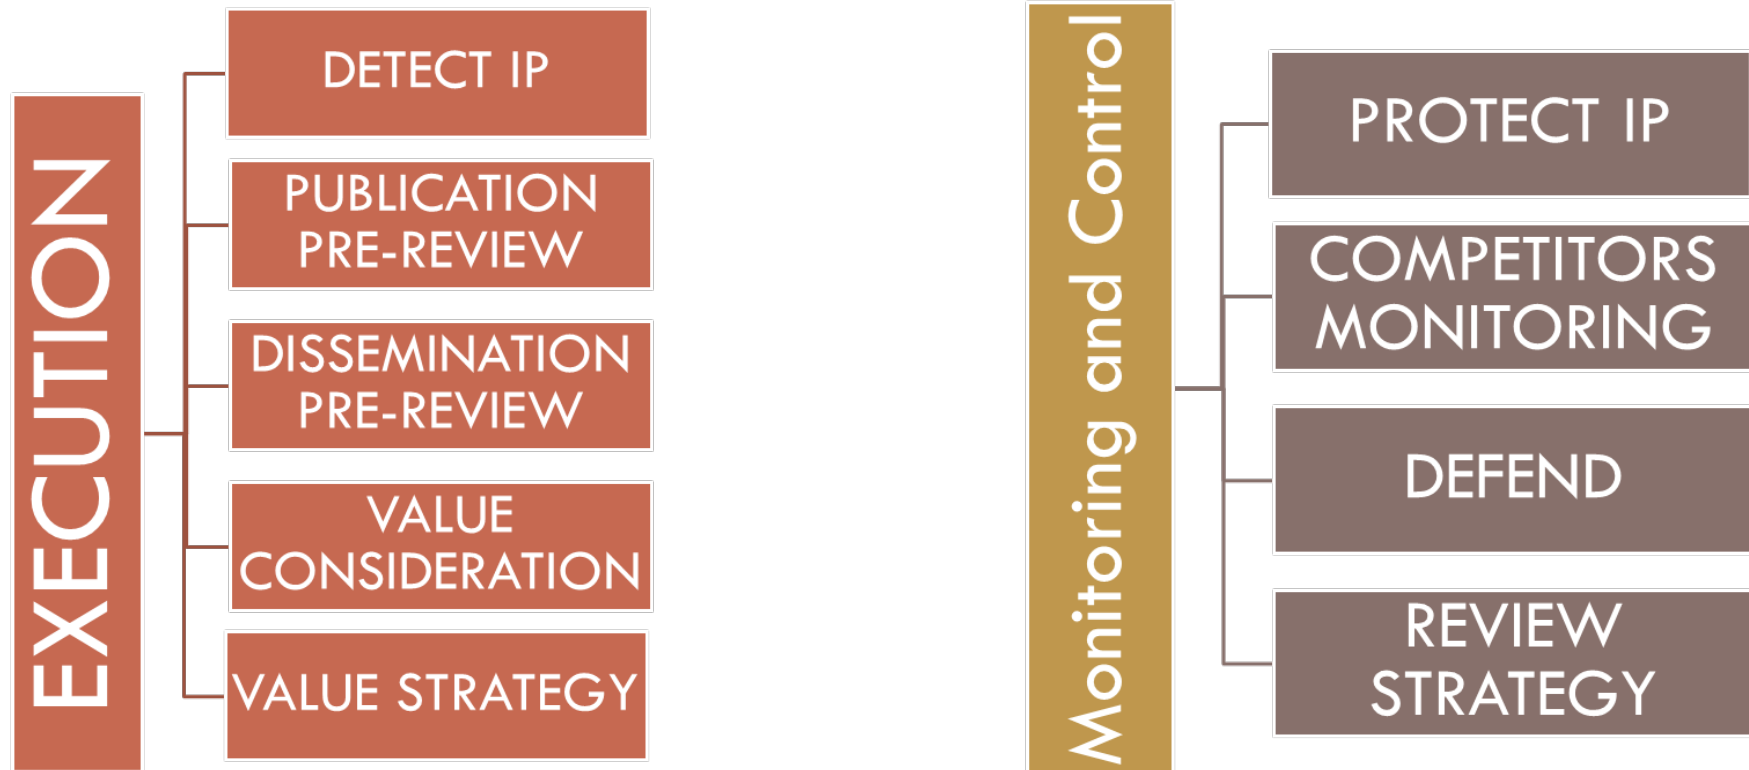 EXECUTION
DETECT IP
PUBLICATION
PRE-REVIEW
DISSEMINATION
PRE-REVIEW
VALUE
CONSIDERATION
VALUE STRATEGY
Monitoring and Control
PROTECT IP
COMPETITORS
MONITORING
DEFEND
REVIEW
STRATEGY